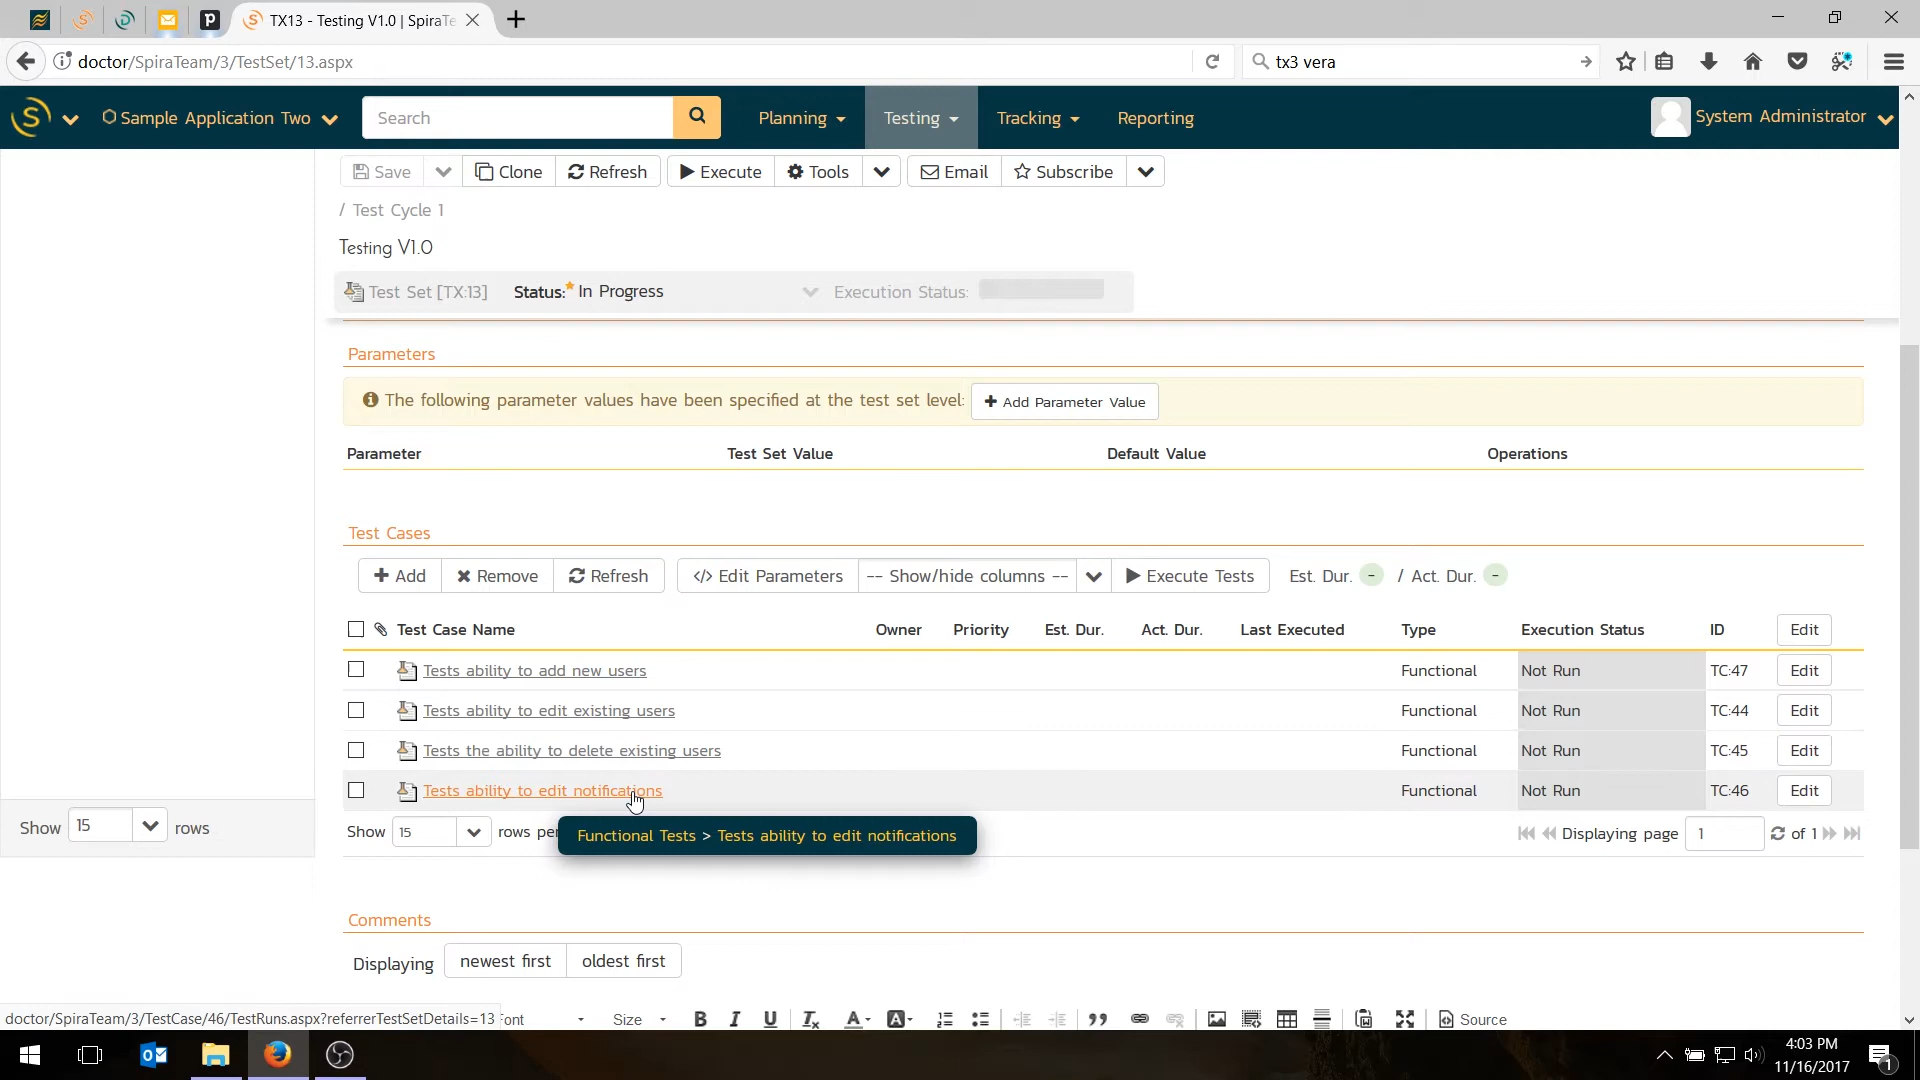 TX13 - Testing V1.0 | SpiraTe
doctor/SpiraTeam/3/TestSet/13.aspx
tx3 vera
Sample Application Two
Search
Planning
Testing
Tracking
Reporting
System Administrator
Save
Clone
Refresh
Execute
Tools
Email
Subscribe
/ Test Cycle 1
Testing V1.0
Test Set [TX:13]
Status:* In Progress
Execution Status:
Parameters
The following parameter values have been specified at the test set level:
+ Add Parameter Value
Parameter Test Set Value Default Value Operations
Test Cases
+ Add
Remove
Refresh
</> Edit Parameters
-- Show/hide columns --
Execute Tests
Est. Dur. - / Act. Dur. -
Test Case Name Owner Priority Est. Dur. Act. Dur. Last Executed Type Execution Status ID Edit
Tests ability to add new users Functional Not Run TC:47 Edit
Tests ability to edit existing users Functional Not Run TC:44 Edit
Tests the ability to delete existing users Functional Not Run TC:45 Edit
Tests ability to edit notifications Functional Not Run TC:46 Edit
Show 15 rows
Show 15 rows per
Functional Tests > Tests ability to edit notifications
Displaying page 1 of 1
Comments
Displaying newest first oldest first
doctor/SpiraTeam/3/TestCase/46/TestRuns.aspx?referrerTestSetDetails=13
Font
Size
B I U
Source
4:03 PM
11/16/2017
1